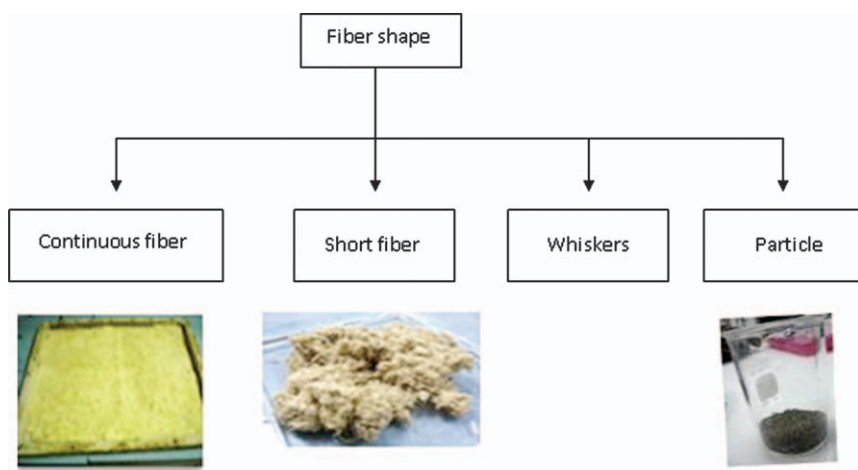 Fiber shape
Continuous fiber
Short fiber
Whiskers
Particle